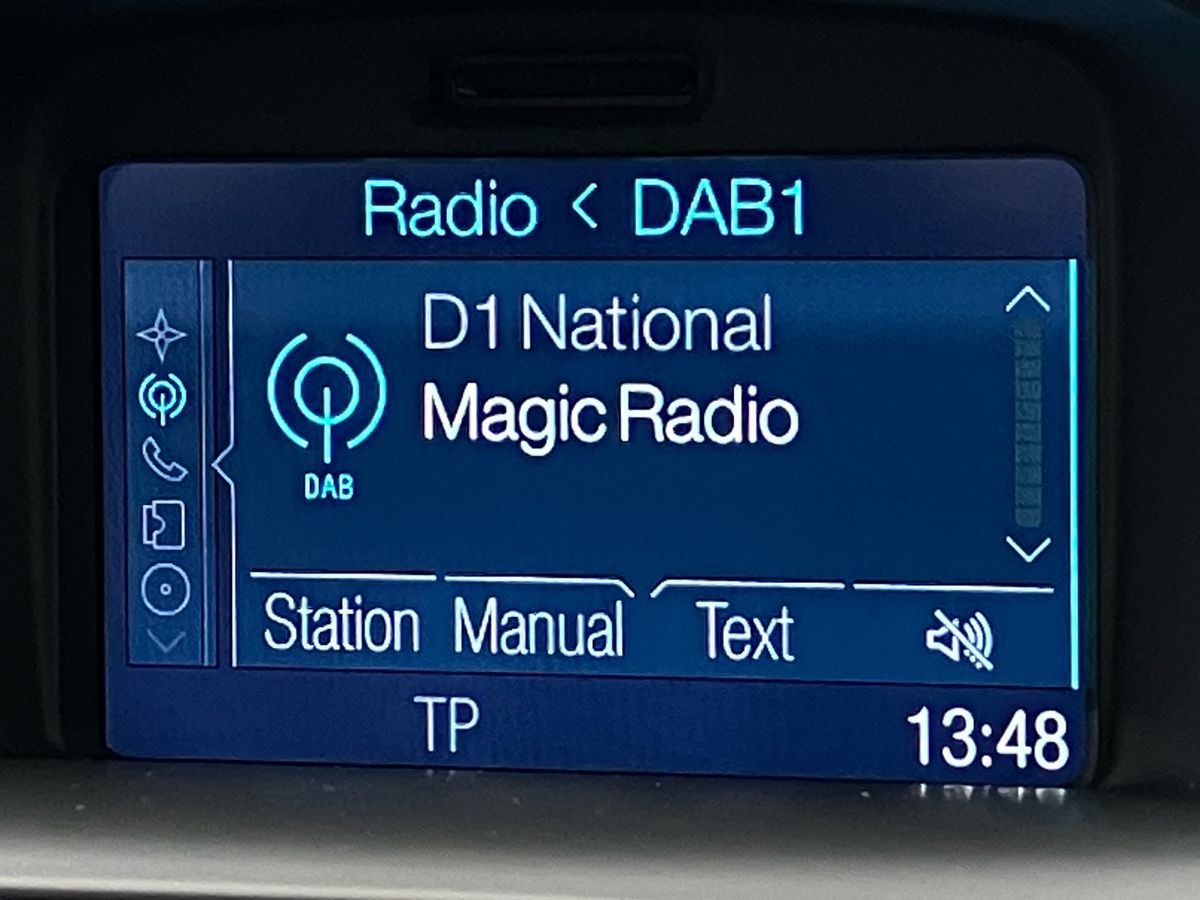 Radio < DAB1
D1 National
Magic Radio
DAB
Station Manual Text
TP 13:48